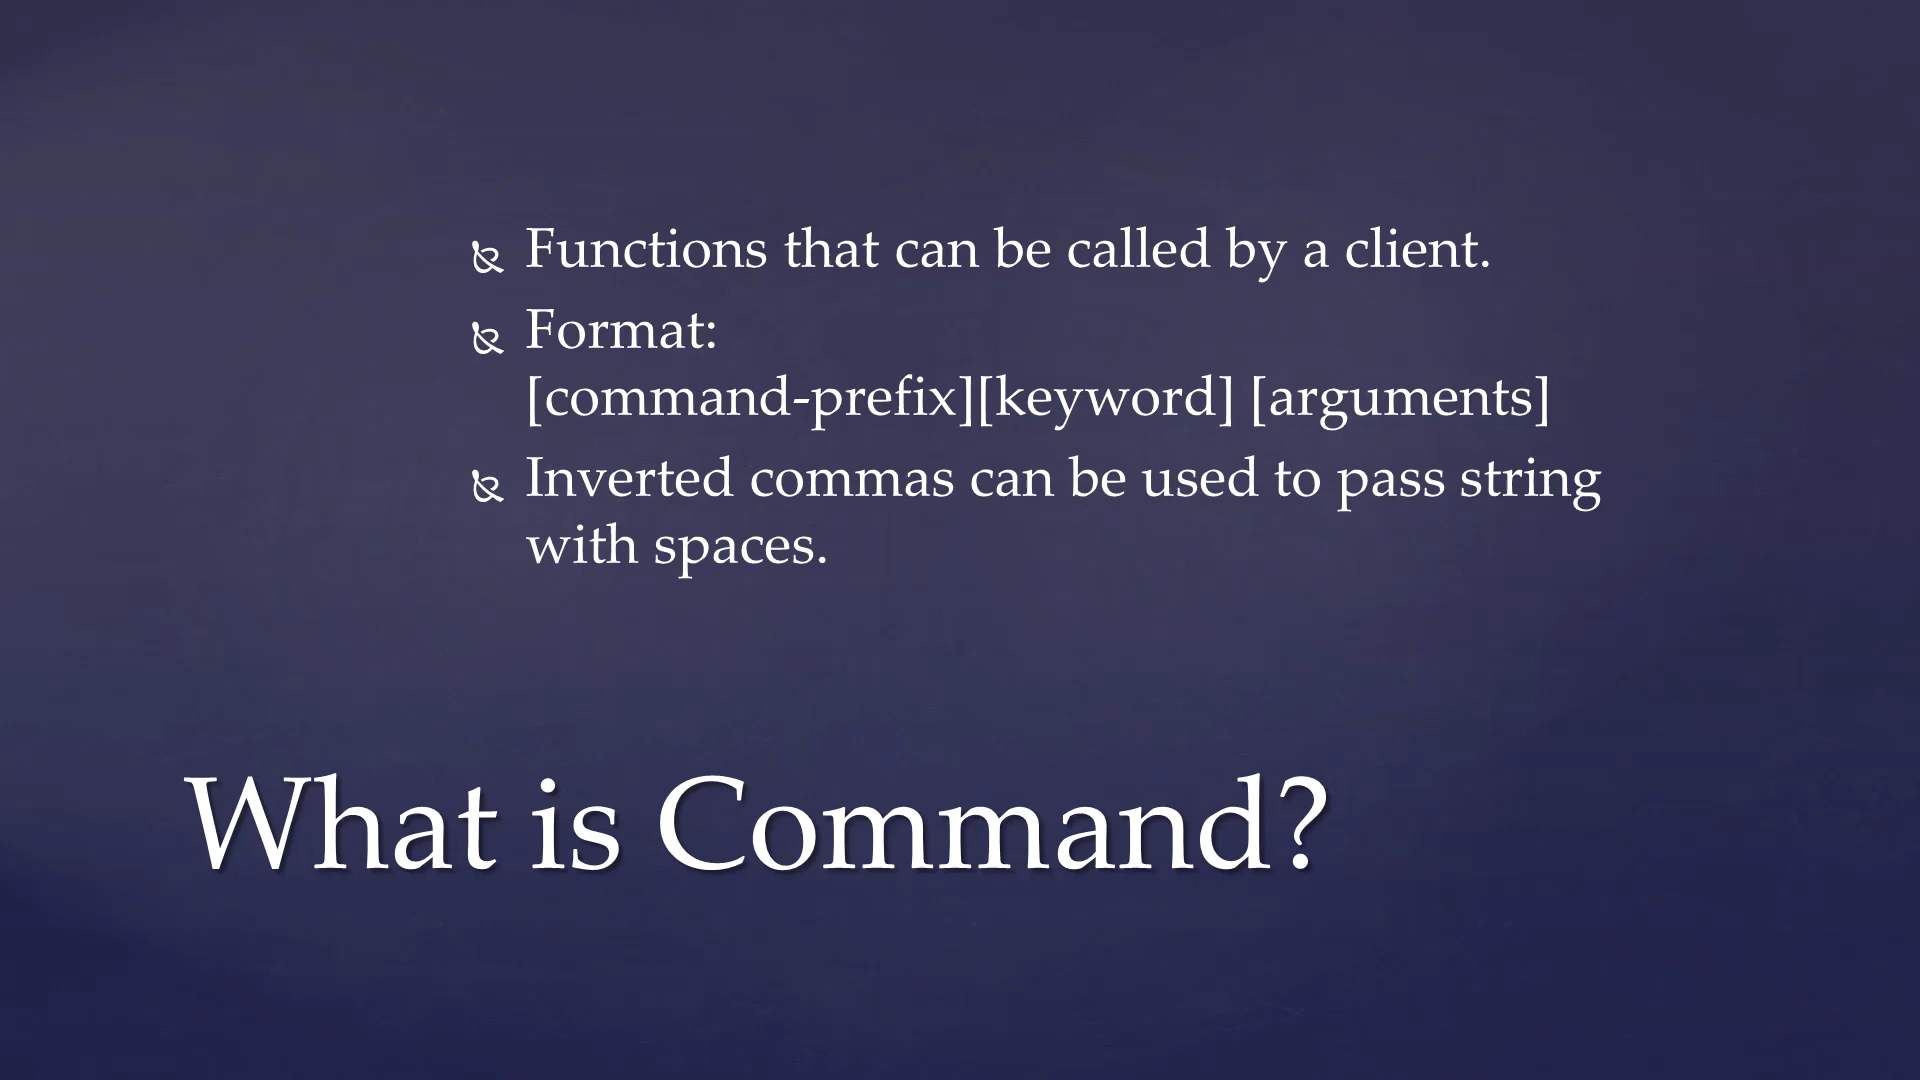 Functions that can be called by a client.
Format:
[command-prefix][keyword] [arguments]
Inverted commas can be used to pass string
with spaces.
What is Command?